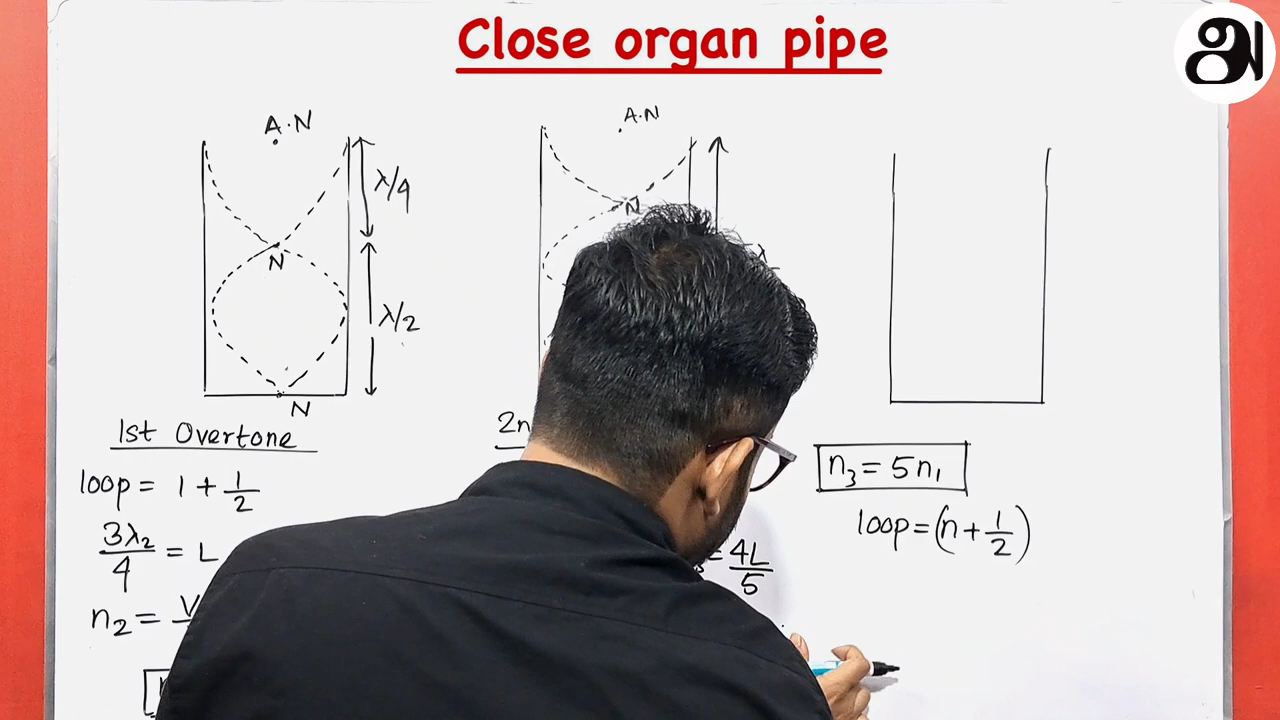 Close organ pipe
A.N
λ/4
N
λ/2
N
1st Overtone
loop = 1 + 1/2
3λ₂/4 = L
n₂ = V
A.N
N
2n
= 4L/5
n₃ = 5n₁
loop = (n + 1/2)